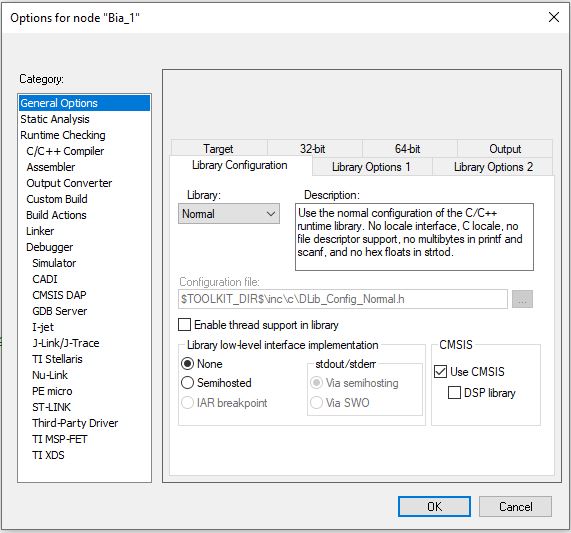 Options for node "Bia_1"
Category:
General Options
Static Analysis
Runtime Checking
C/C++ Compiler
Assembler
Output Converter
Custom Build
Build Actions
Linker
Debugger
Simulator
CADI
CMSIS DAP
GDB Server
I-jet
J-Link/J-Trace
TI Stellaris
Nu-Link
PE micro
ST-LINK
Third-Party Driver
TI MSP-FET
TI XDS
Target 32-bit 64-bit Output
Library Configuration Library Options 1 Library Options 2
Library: Description:
Normal
Use the normal configuration of the C/C++
runtime library. No locale interface, C locale, no
file descriptor support, no multibytes in printf and
scanf, and no hex floats in strtod.
Configuration file:
$TOOLKIT_DIR$\inc\c\DLib_Config_Normal.h ...
Enable thread support in library
Library low-level interface implementation
None
Semihosted
IAR breakpoint
stdout/stderr
Via semihosting
Via SWO
CMSIS
Use CMSIS
DSP library
OK Cancel